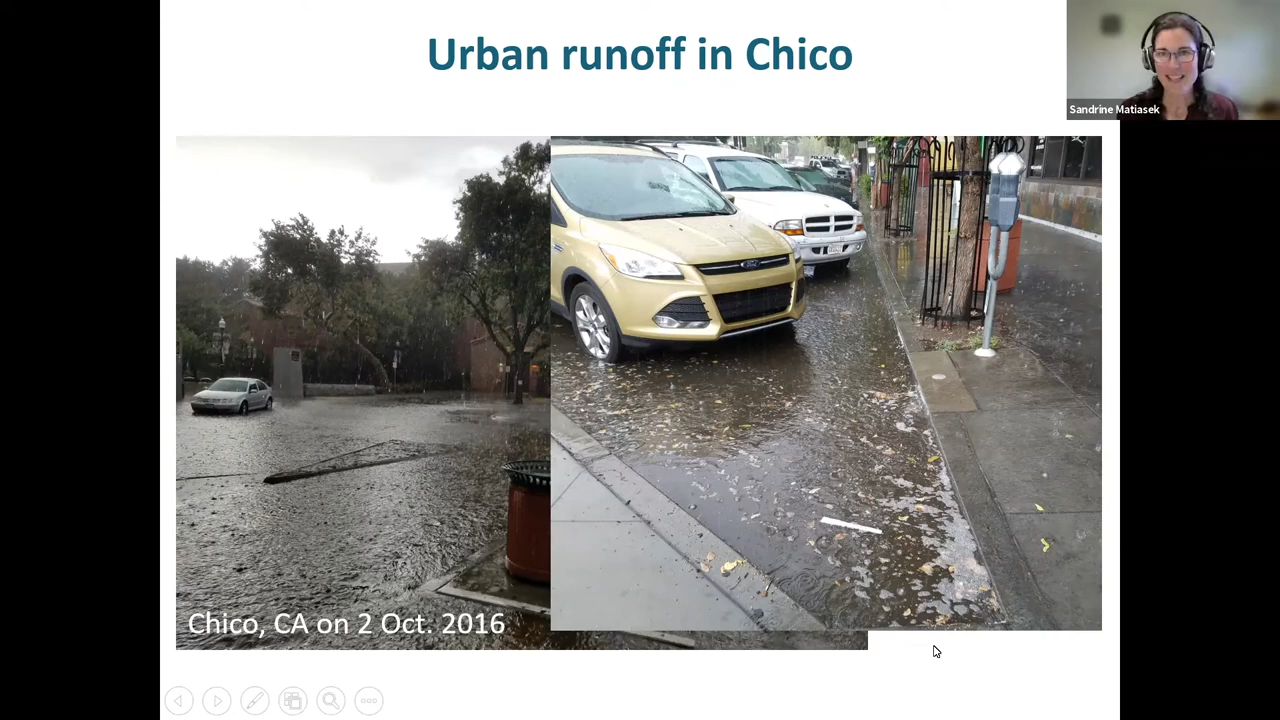 Urban runoff in Chico
Sandrine Matiasek
Chico, CA on 2 Oct. 2016